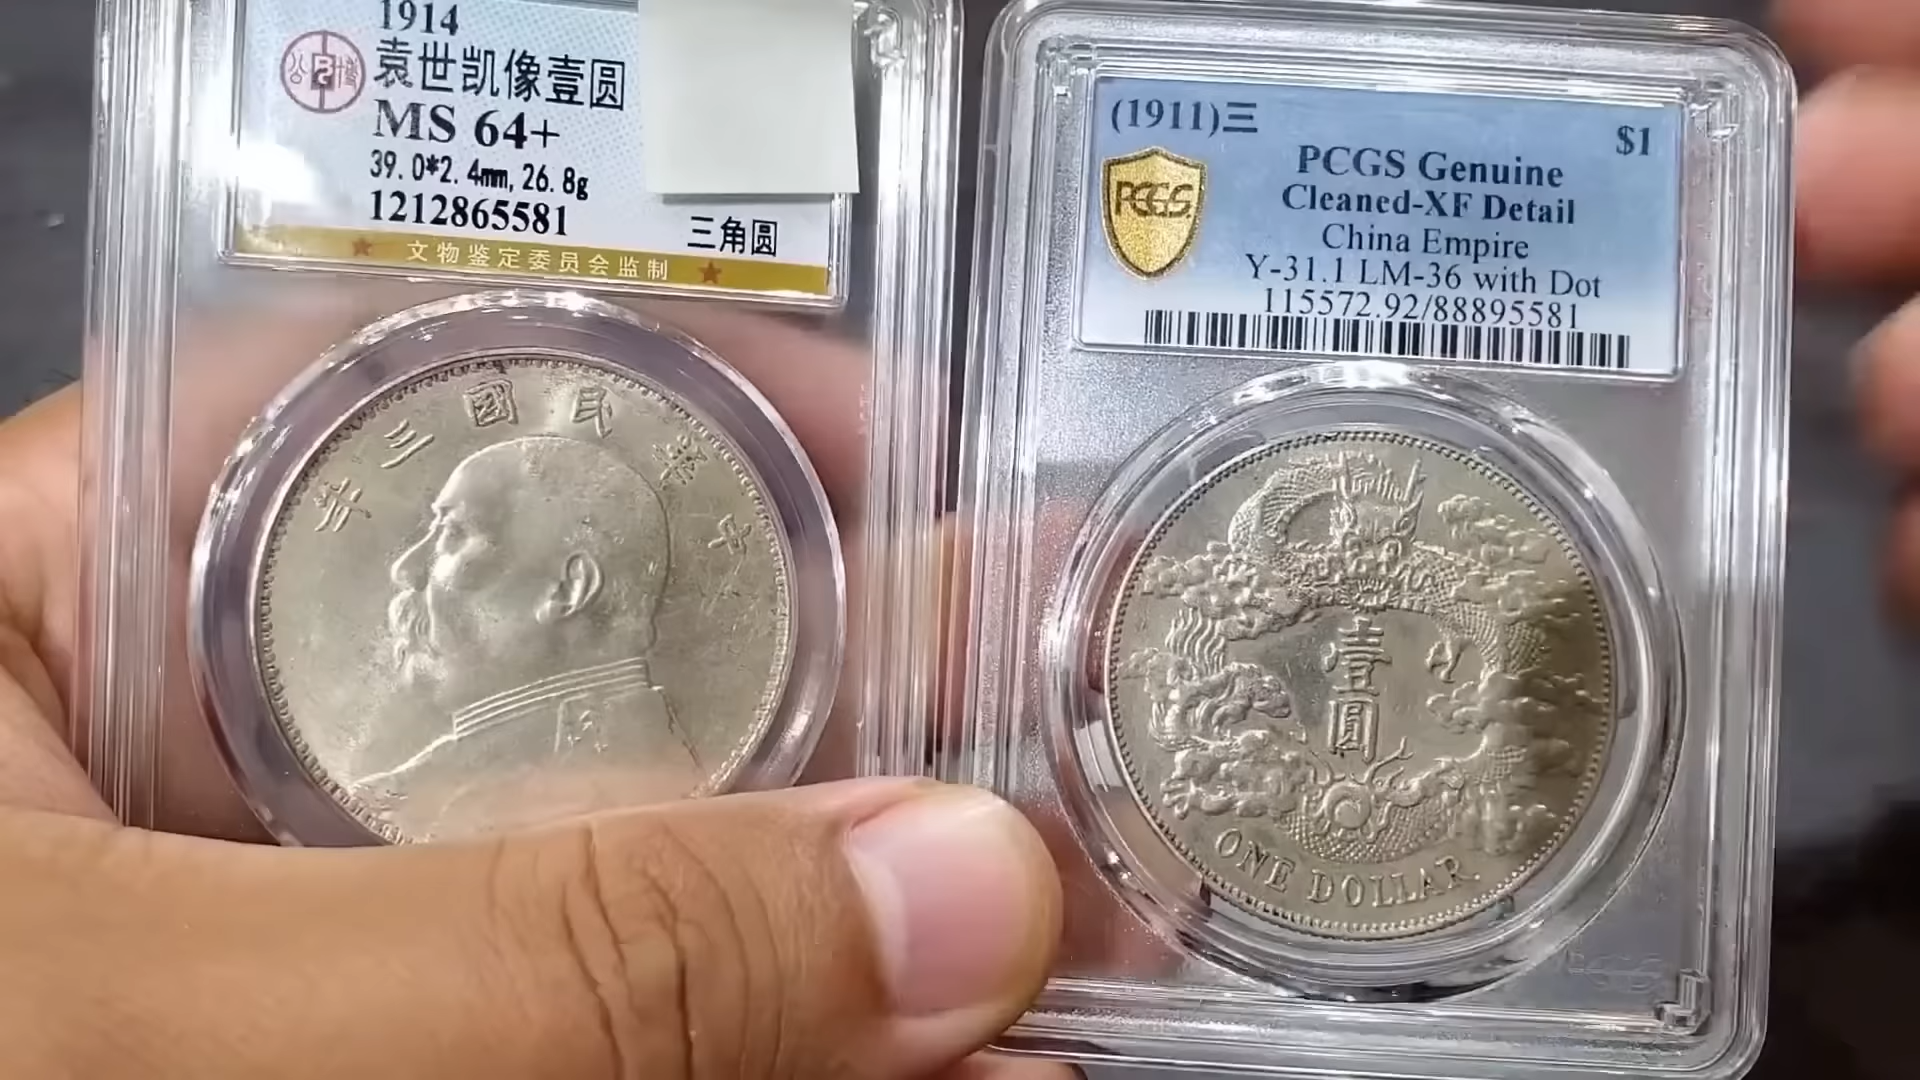 1914
袁世凯像壹圆
MS 64+
39.0*2.4mm, 26.8g
1212865581
三角圆
文物鉴定委员会监制
公博
年三國民華中
(1911)三
$1
PCGS
PCGS Genuine
Cleaned-XF Detail
China Empire
Y-31.1 LM-36 with Dot
115572.92/88895581
壹圓
ONE DOLLAR.